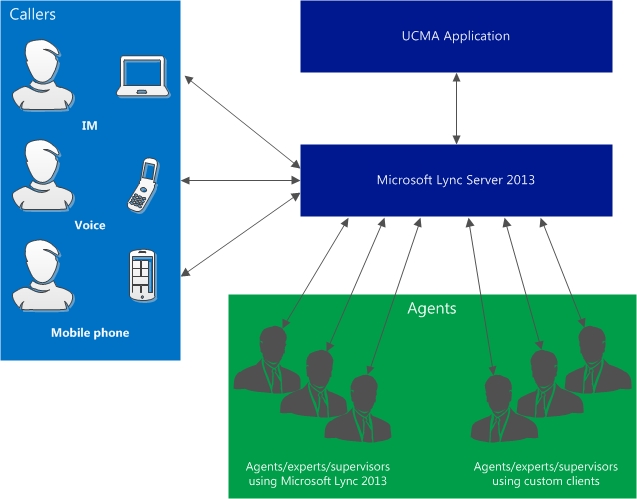 Callers
IM
Voice
Mobile phone
UCMA Application
Microsoft Lync Server 2013
Agents
Agents/experts/supervisors
using Microsoft Lync 2013
Agents/experts/supervisors
using custom clients